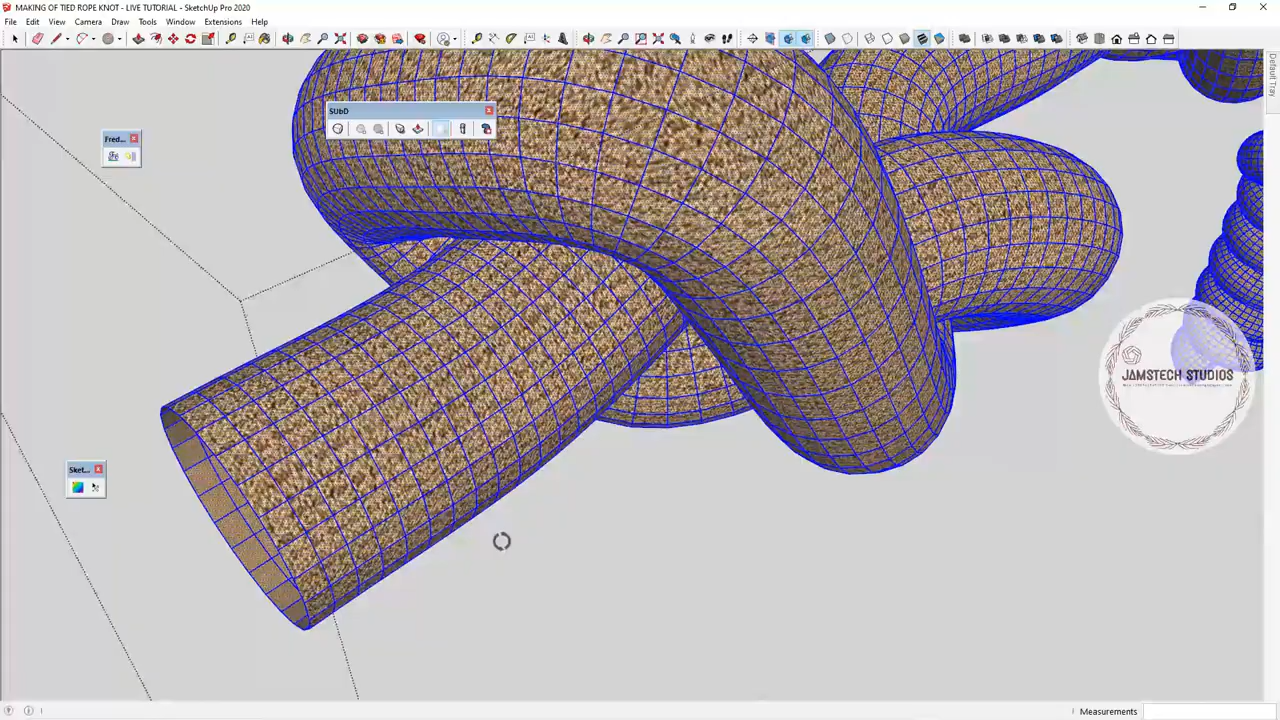 MAKING OF TIED ROPE KNOT - LIVE TUTORIAL - SketchUp Pro 2020
File Edit View Camera Draw Tools Window Extensions Help
Default Tray
SUbD
Fred...
JAMSTECH STUDIOS
Sket...
Measurements